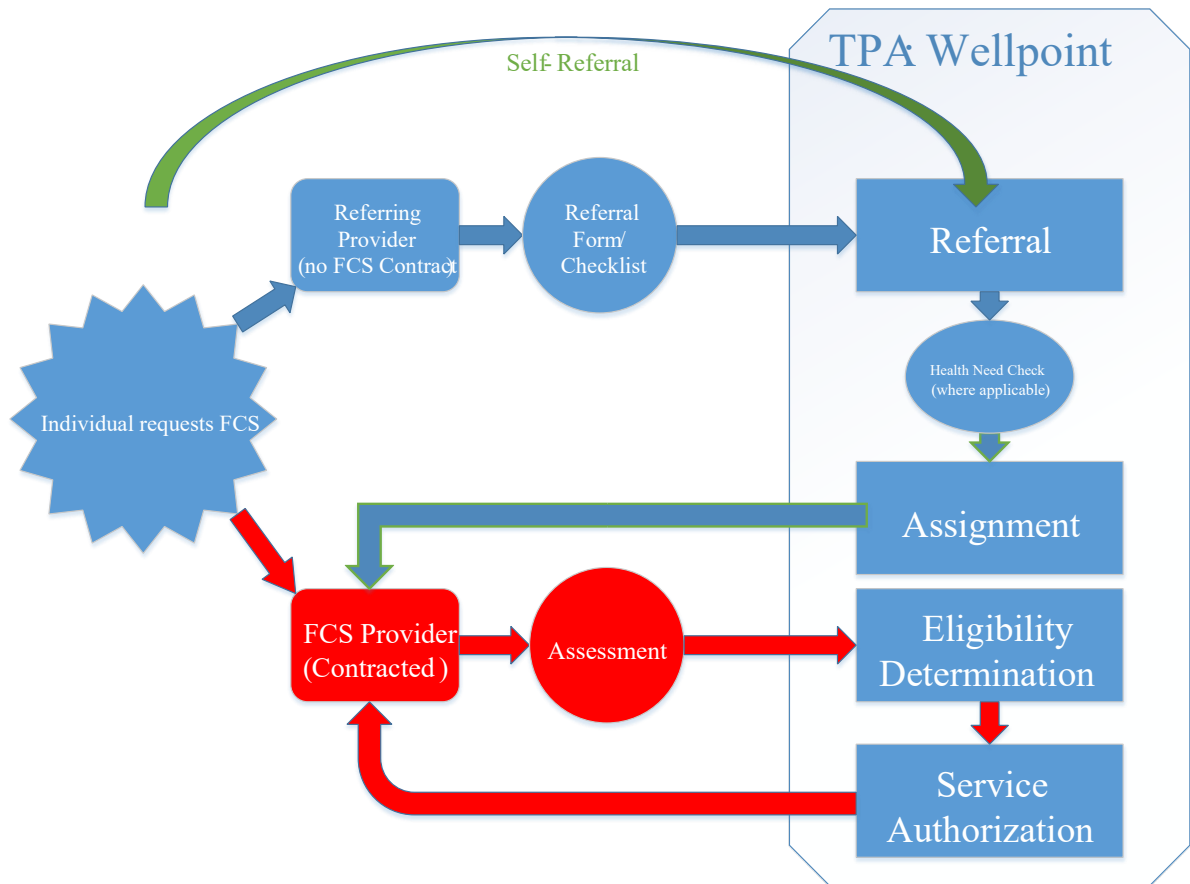 TPA: Wellpoint
Self-Referral
Referring
Provider
(no FCS Contract)
Referral
Form/
Checklist
Referral
Health Need Check
(where applicable)
Individual requests FCS
Assignment
FCS Provider
(Contracted)
Assessment
Eligibility
Determination
Service
Authorization